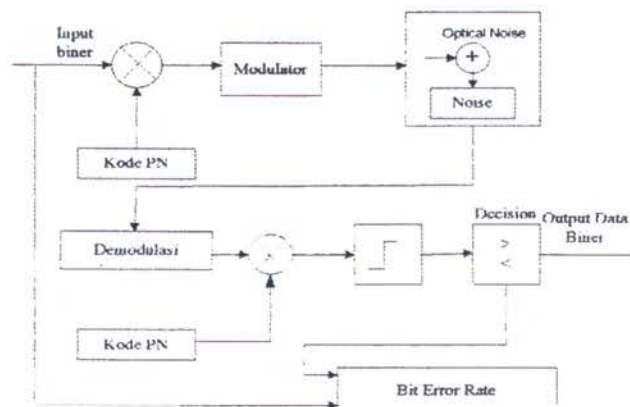 Input
biner
Optical Noise
+
Modulator
Noise
Kode PN
Decision
Output Data
Biner
Demodulasi
>
<
Kode PN
Bit Error Rate